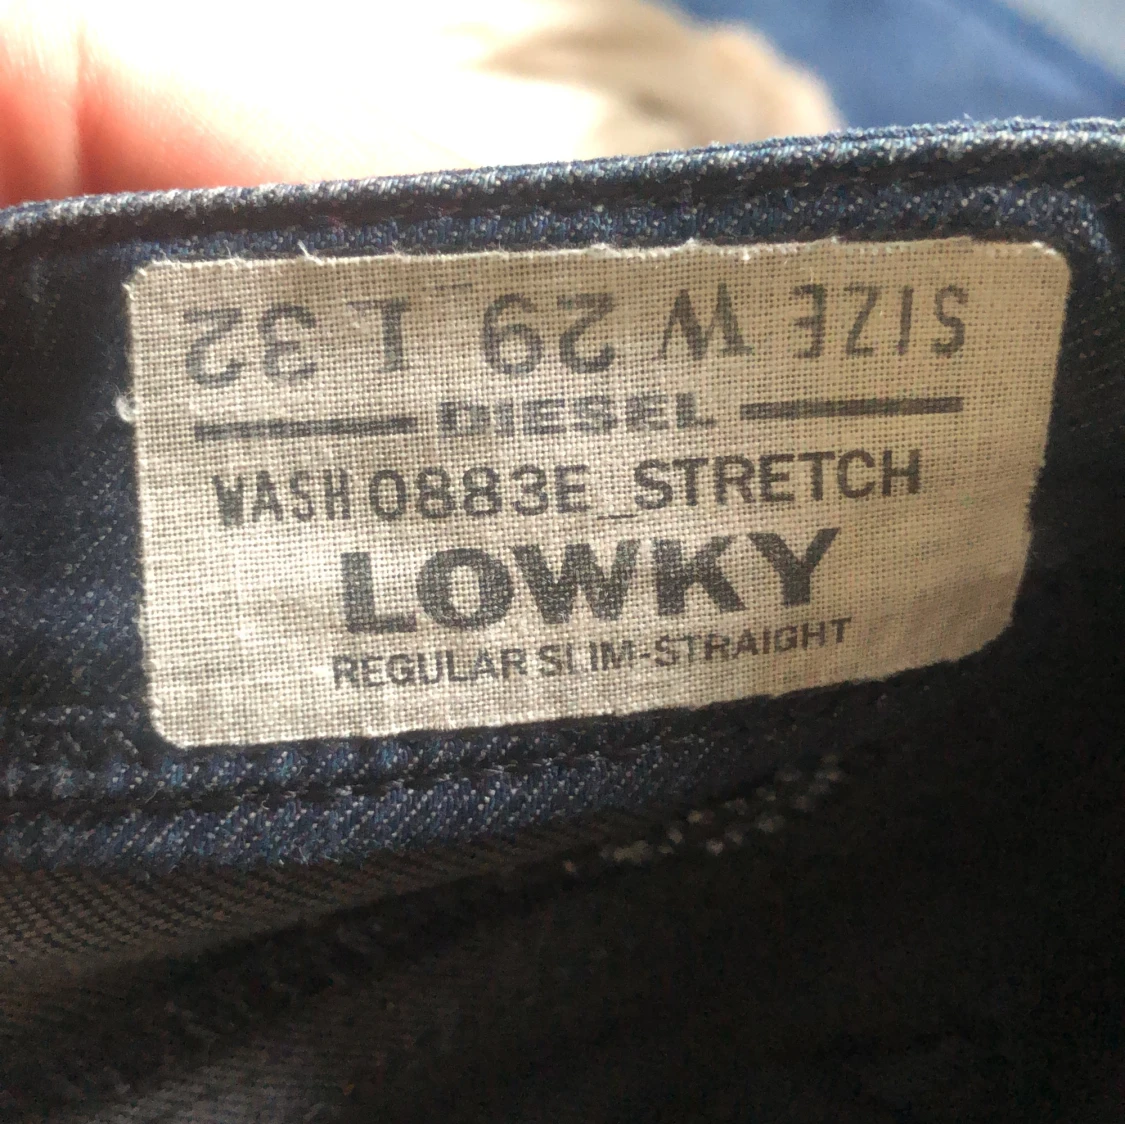 SIZE W 29 L 32
DIESEL
WASH 0883E_STRETCH
LOWKY
REGULAR SLIM-STRAIGHT